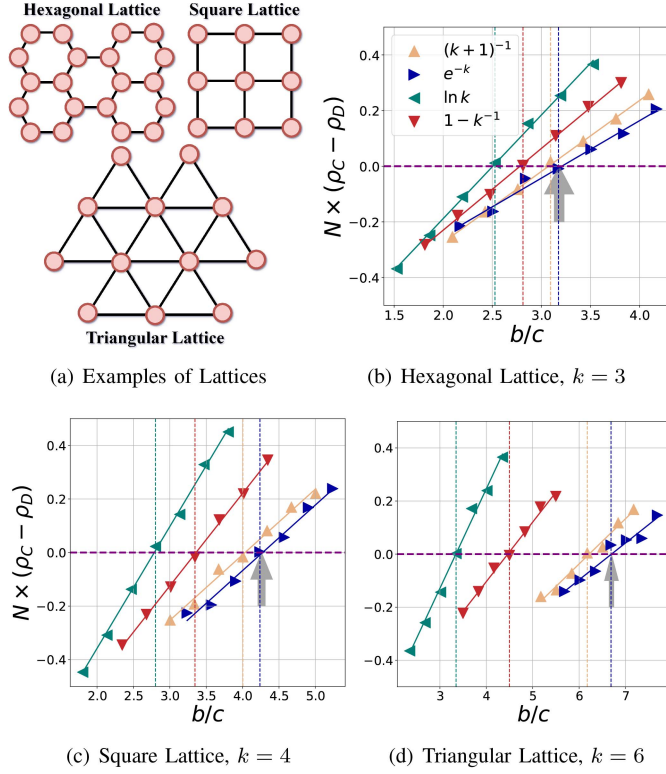 Hexagonal Lattice
Square Lattice
Triangular Lattice
(a) Examples of Lattices
N × (ρ_C − ρ_D)
0.4
0.2
0.0
−0.2
−0.4
(k + 1)⁻¹
e⁻ᵏ
ln k
1 − k⁻¹
1.5 2.0 2.5 3.0 3.5 4.0
b/c
(b) Hexagonal Lattice, k = 3
N × (ρ_C − ρ_D)
0.4
0.2
0.0
−0.2
−0.4
2.0 2.5 3.0 3.5 4.0 4.5 5.0
b/c
(c) Square Lattice, k = 4
0.4
0.2
0.0
−0.2
−0.4
3 4 5 6 7
b/c
(d) Triangular Lattice, k = 6